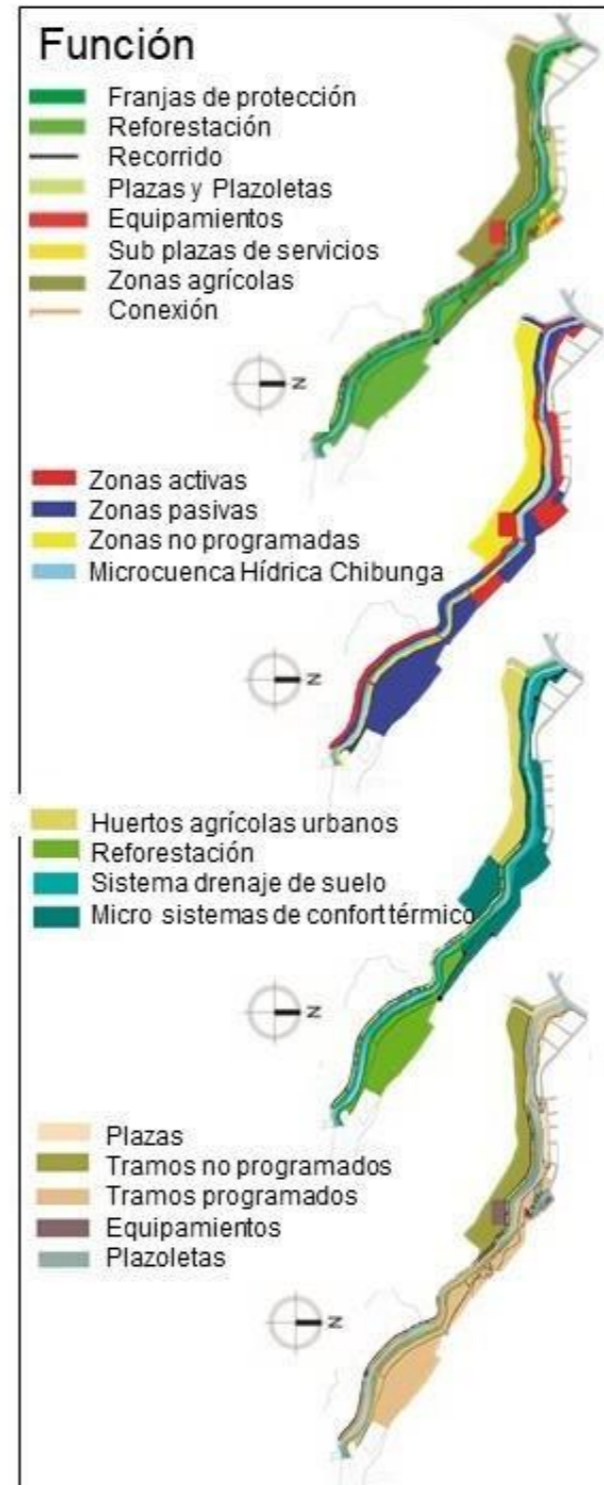 Función
Franjas de protección
Reforestación
Recorrido
Plazas y Plazoletas
Equipamientos
Sub plazas de servicios
Zonas agrícolas
Conexión
N
Zonas activas
Zonas pasivas
Zonas no programadas
Microcuenca Hídrica Chibunga
N
Huertos agrícolas urbanos
Reforestación
Sistema drenaje de suelo
Micro sistemas de confort térmico
N
Plazas
Tramos no programados
Tramos programados
Equipamientos
Plazoletas
N